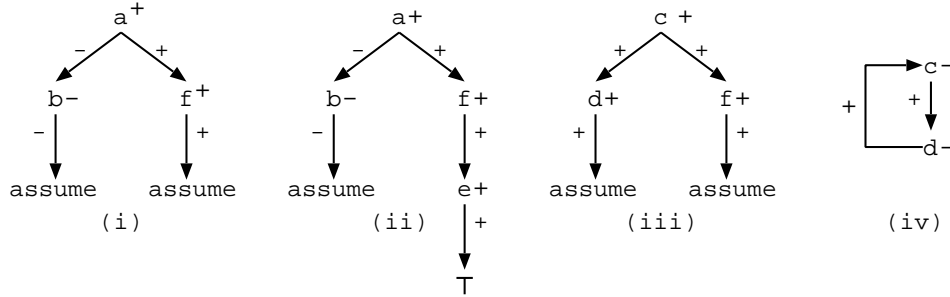 a+ a+ c +
- + - + + +
b- f+ b- f+ d+ f+ c-
+ +
- + - + + + d-
assume assume assume e+ assume assume
(i) (ii) + (iii) (iv)
T